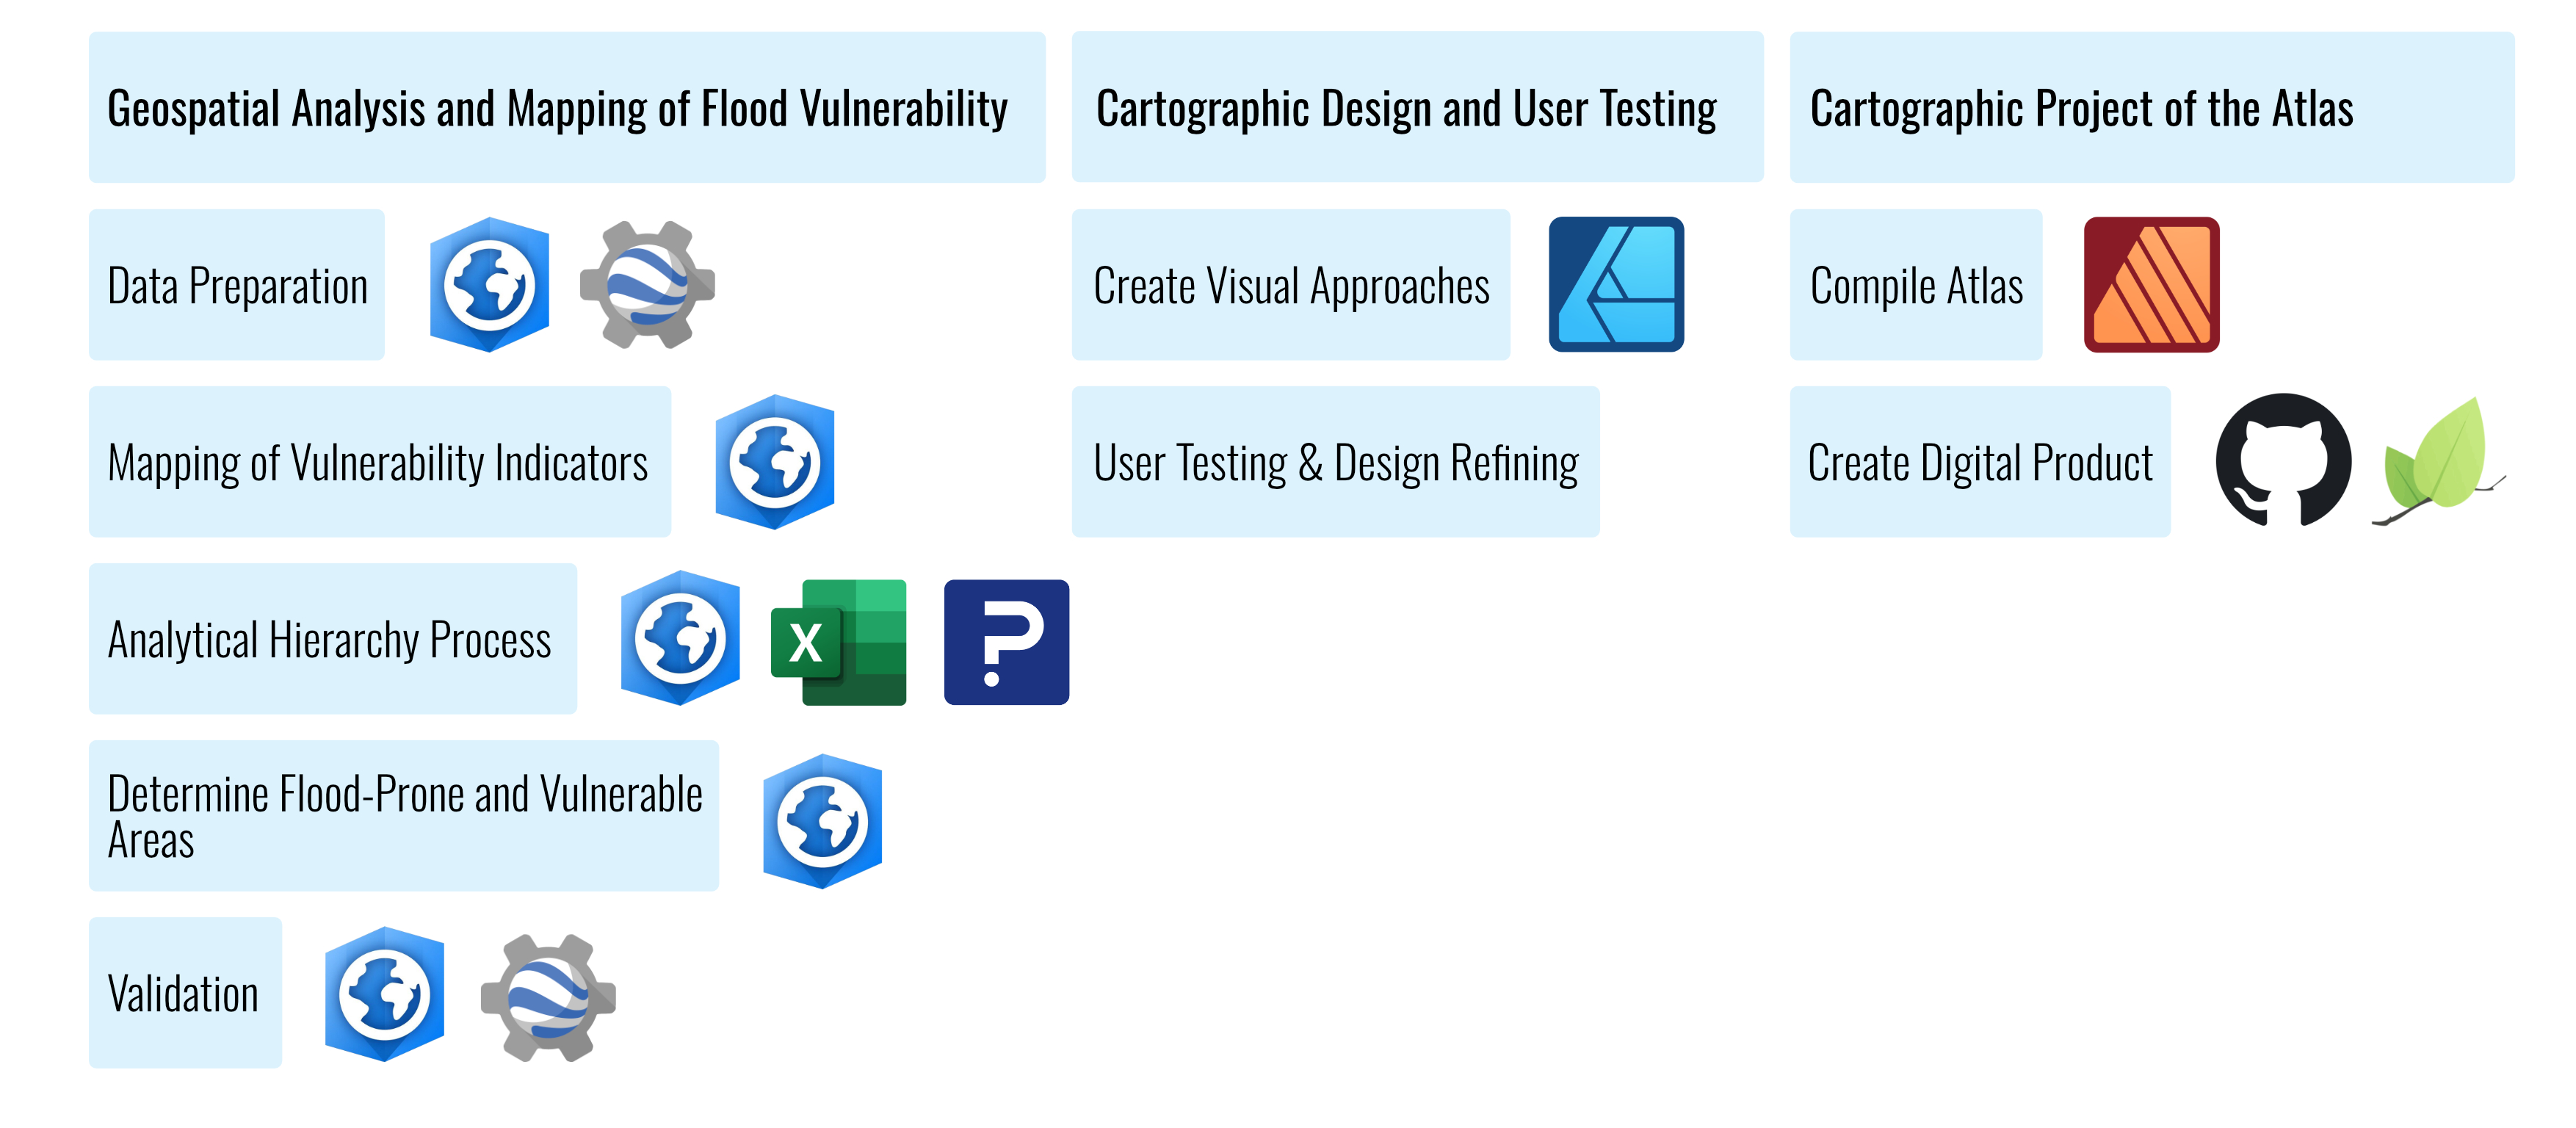 Geospatial Analysis and Mapping of Flood Vulnerability
Data Preparation
Mapping of Vulnerability Indicators
Analytical Hierarchy Process
X
Determine Flood-Prone and Vulnerable
Areas
Validation
Cartographic Design and User Testing
Create Visual Approaches
User Testing & Design Refining
Cartographic Project of the Atlas
Compile Atlas
Create Digital Product